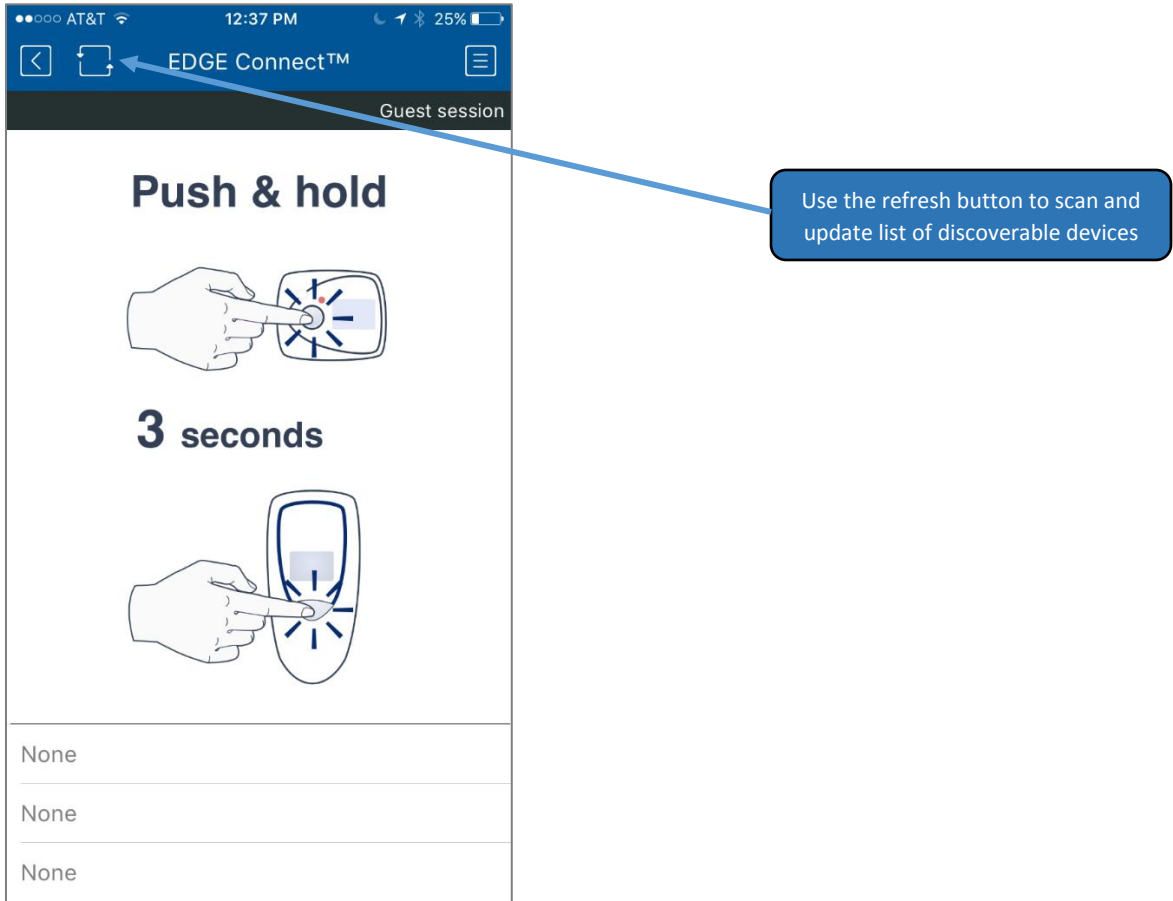 AT&T 12:37 PM 25%
EDGE Connect™
Guest session
Push & hold
Use the refresh button to scan and
update list of discoverable devices
3 seconds
None
None
None